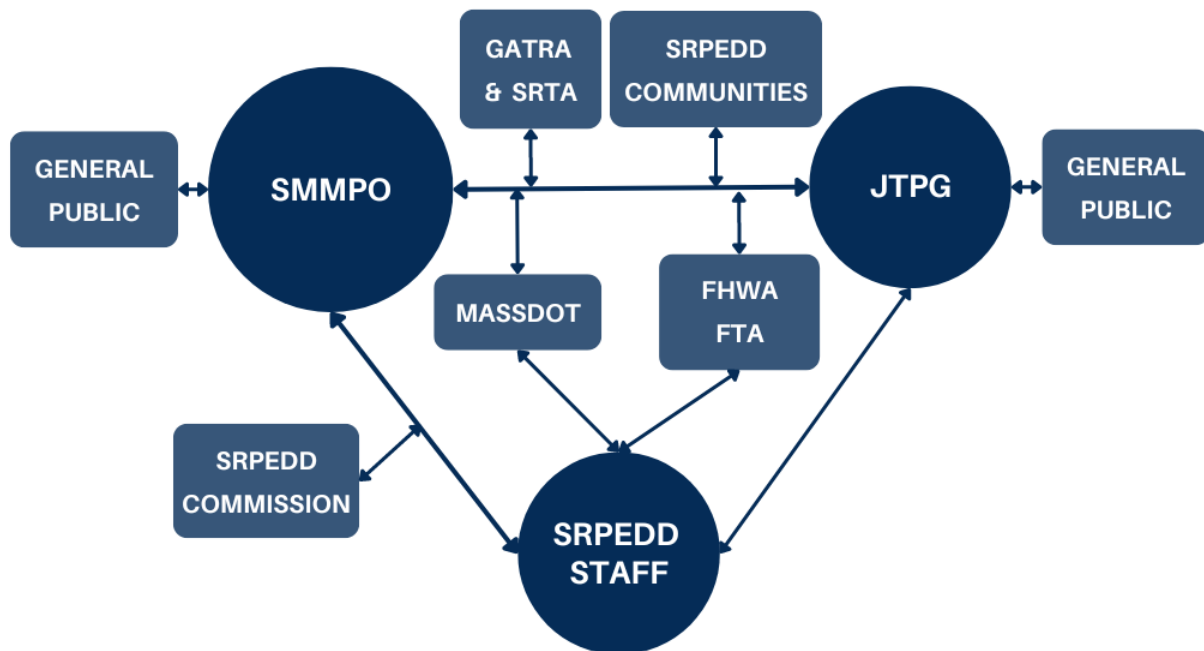 GATRA
& SRTA
SRPEDD
COMMUNITIES
GENERAL
PUBLIC
SMMPO
JTPG
GENERAL
PUBLIC
MASSDOT
FHWA
FTA
SRPEDD
COMMISSION
SRPEDD
STAFF